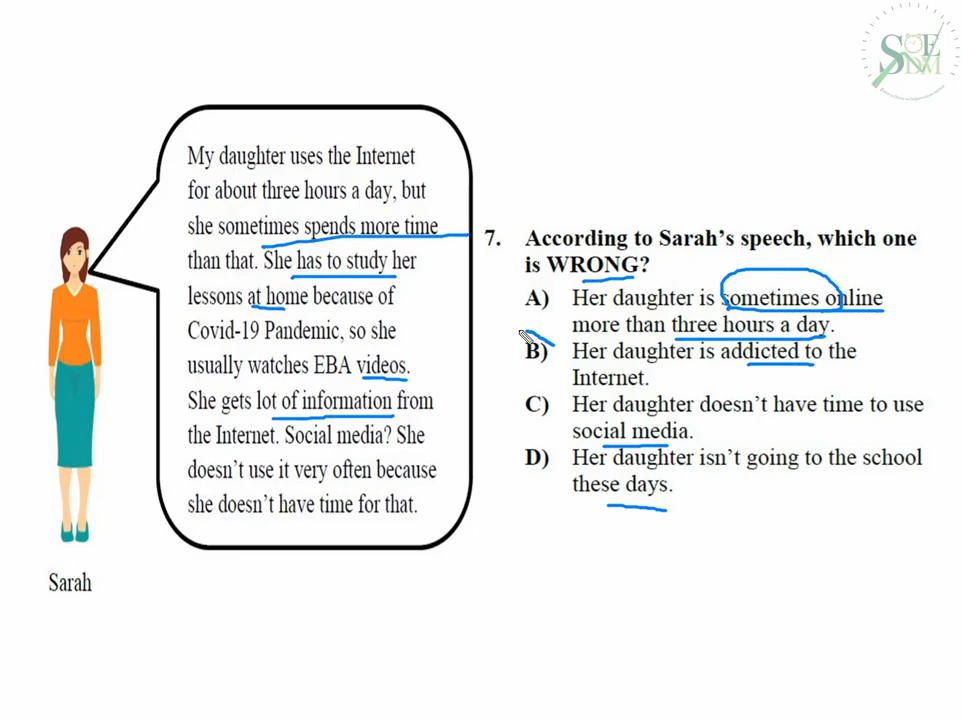 SOE
DVM
My daughter uses the Internet
for about three hours a day, but
she sometimes spends more time
than that. She has to study her
lessons at home because of
Covid-19 Pandemic, so she
usually watches EBA videos.
She gets lot of information from
the Internet. Social media? She
doesn't use it very often because
she doesn't have time for that.
Sarah
7. According to Sarah's speech, which one
is WRONG?
A) Her daughter is sometimes online
more than three hours a day.
B) Her daughter is addicted to the
Internet.
C) Her daughter doesn't have time to use
social media.
D) Her daughter isn't going to the school
these days.